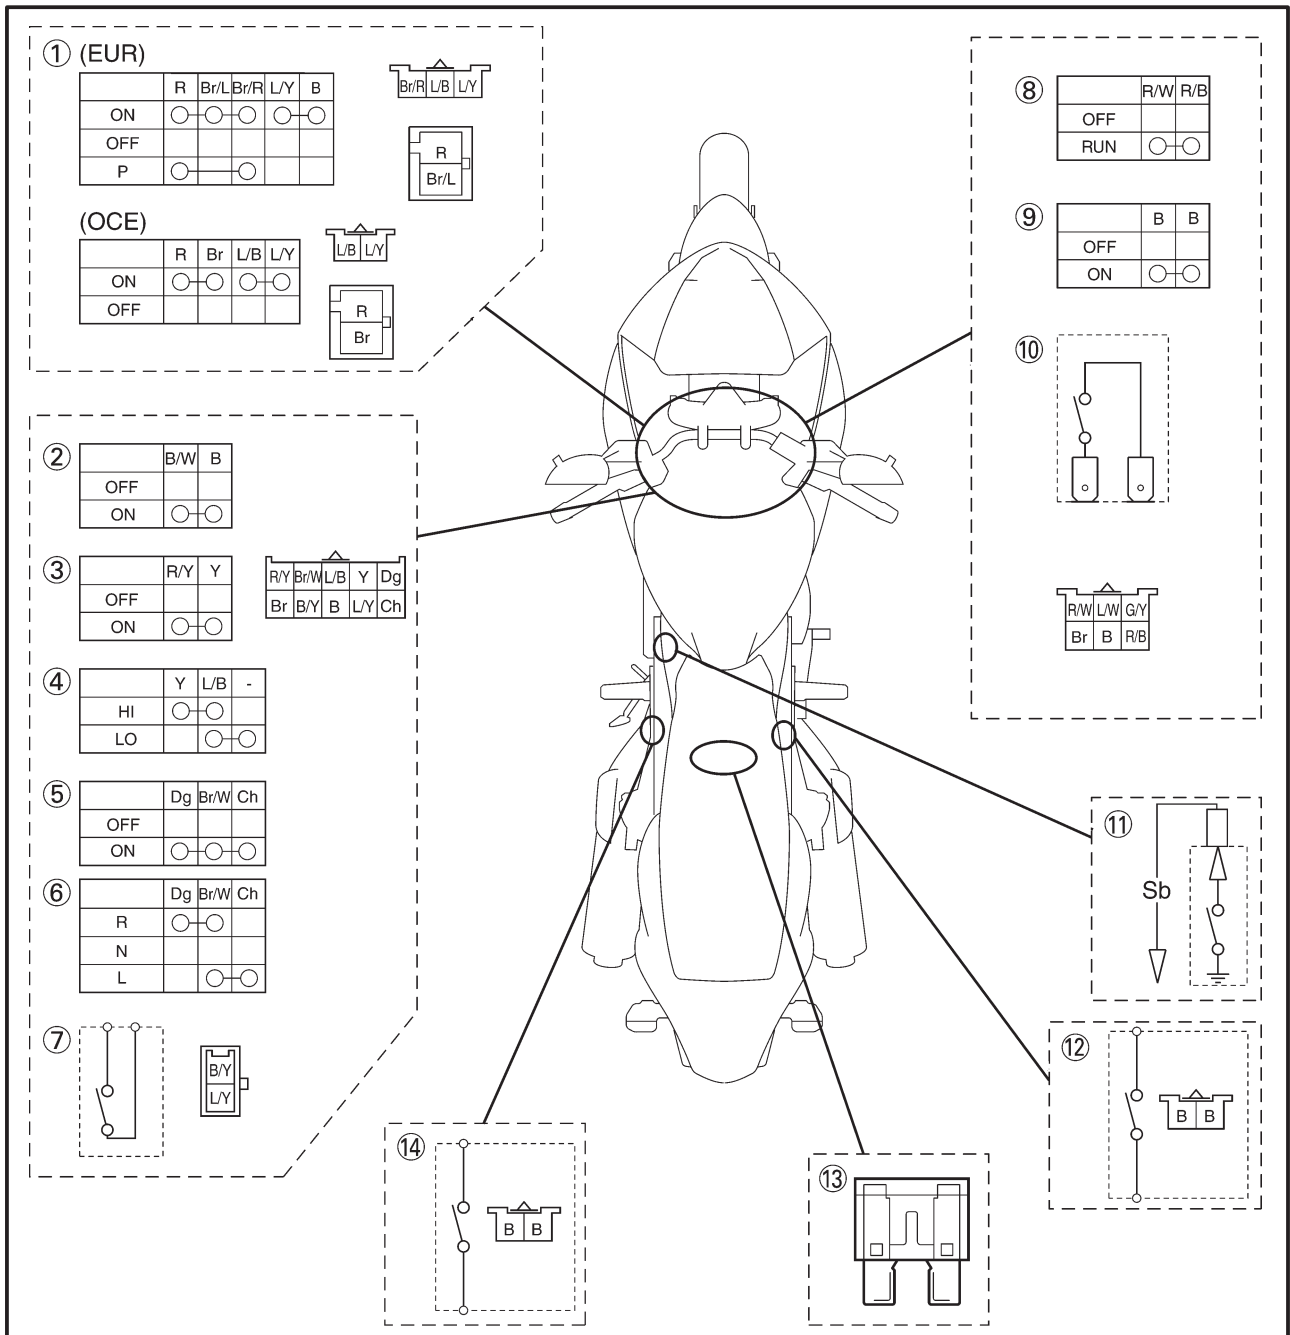 ① (EUR)
R Br/L Br/R L/Y B
ON
OFF
P
Br/R L/B L/Y
R
Br/L
(OCE)
R Br L/B L/Y
ON
OFF
L/B L/Y
R
Br
②
B/W B
OFF
ON
③
R/Y Y
OFF
ON
R/Y Br/W L/B Y Dg
Br B/Y B L/Y Ch
④
Y L/B -
HI
LO
⑤
Dg Br/W Ch
OFF
ON
⑥
Dg Br/W Ch
R
N
L
⑦
B/Y
L/Y
⑧
R/W R/B
OFF
RUN
⑨
B B
OFF
ON
⑩
R/W L/W G/Y
Br B R/B
⑪
Sb
⑫
B B
⑬
⑭
B B